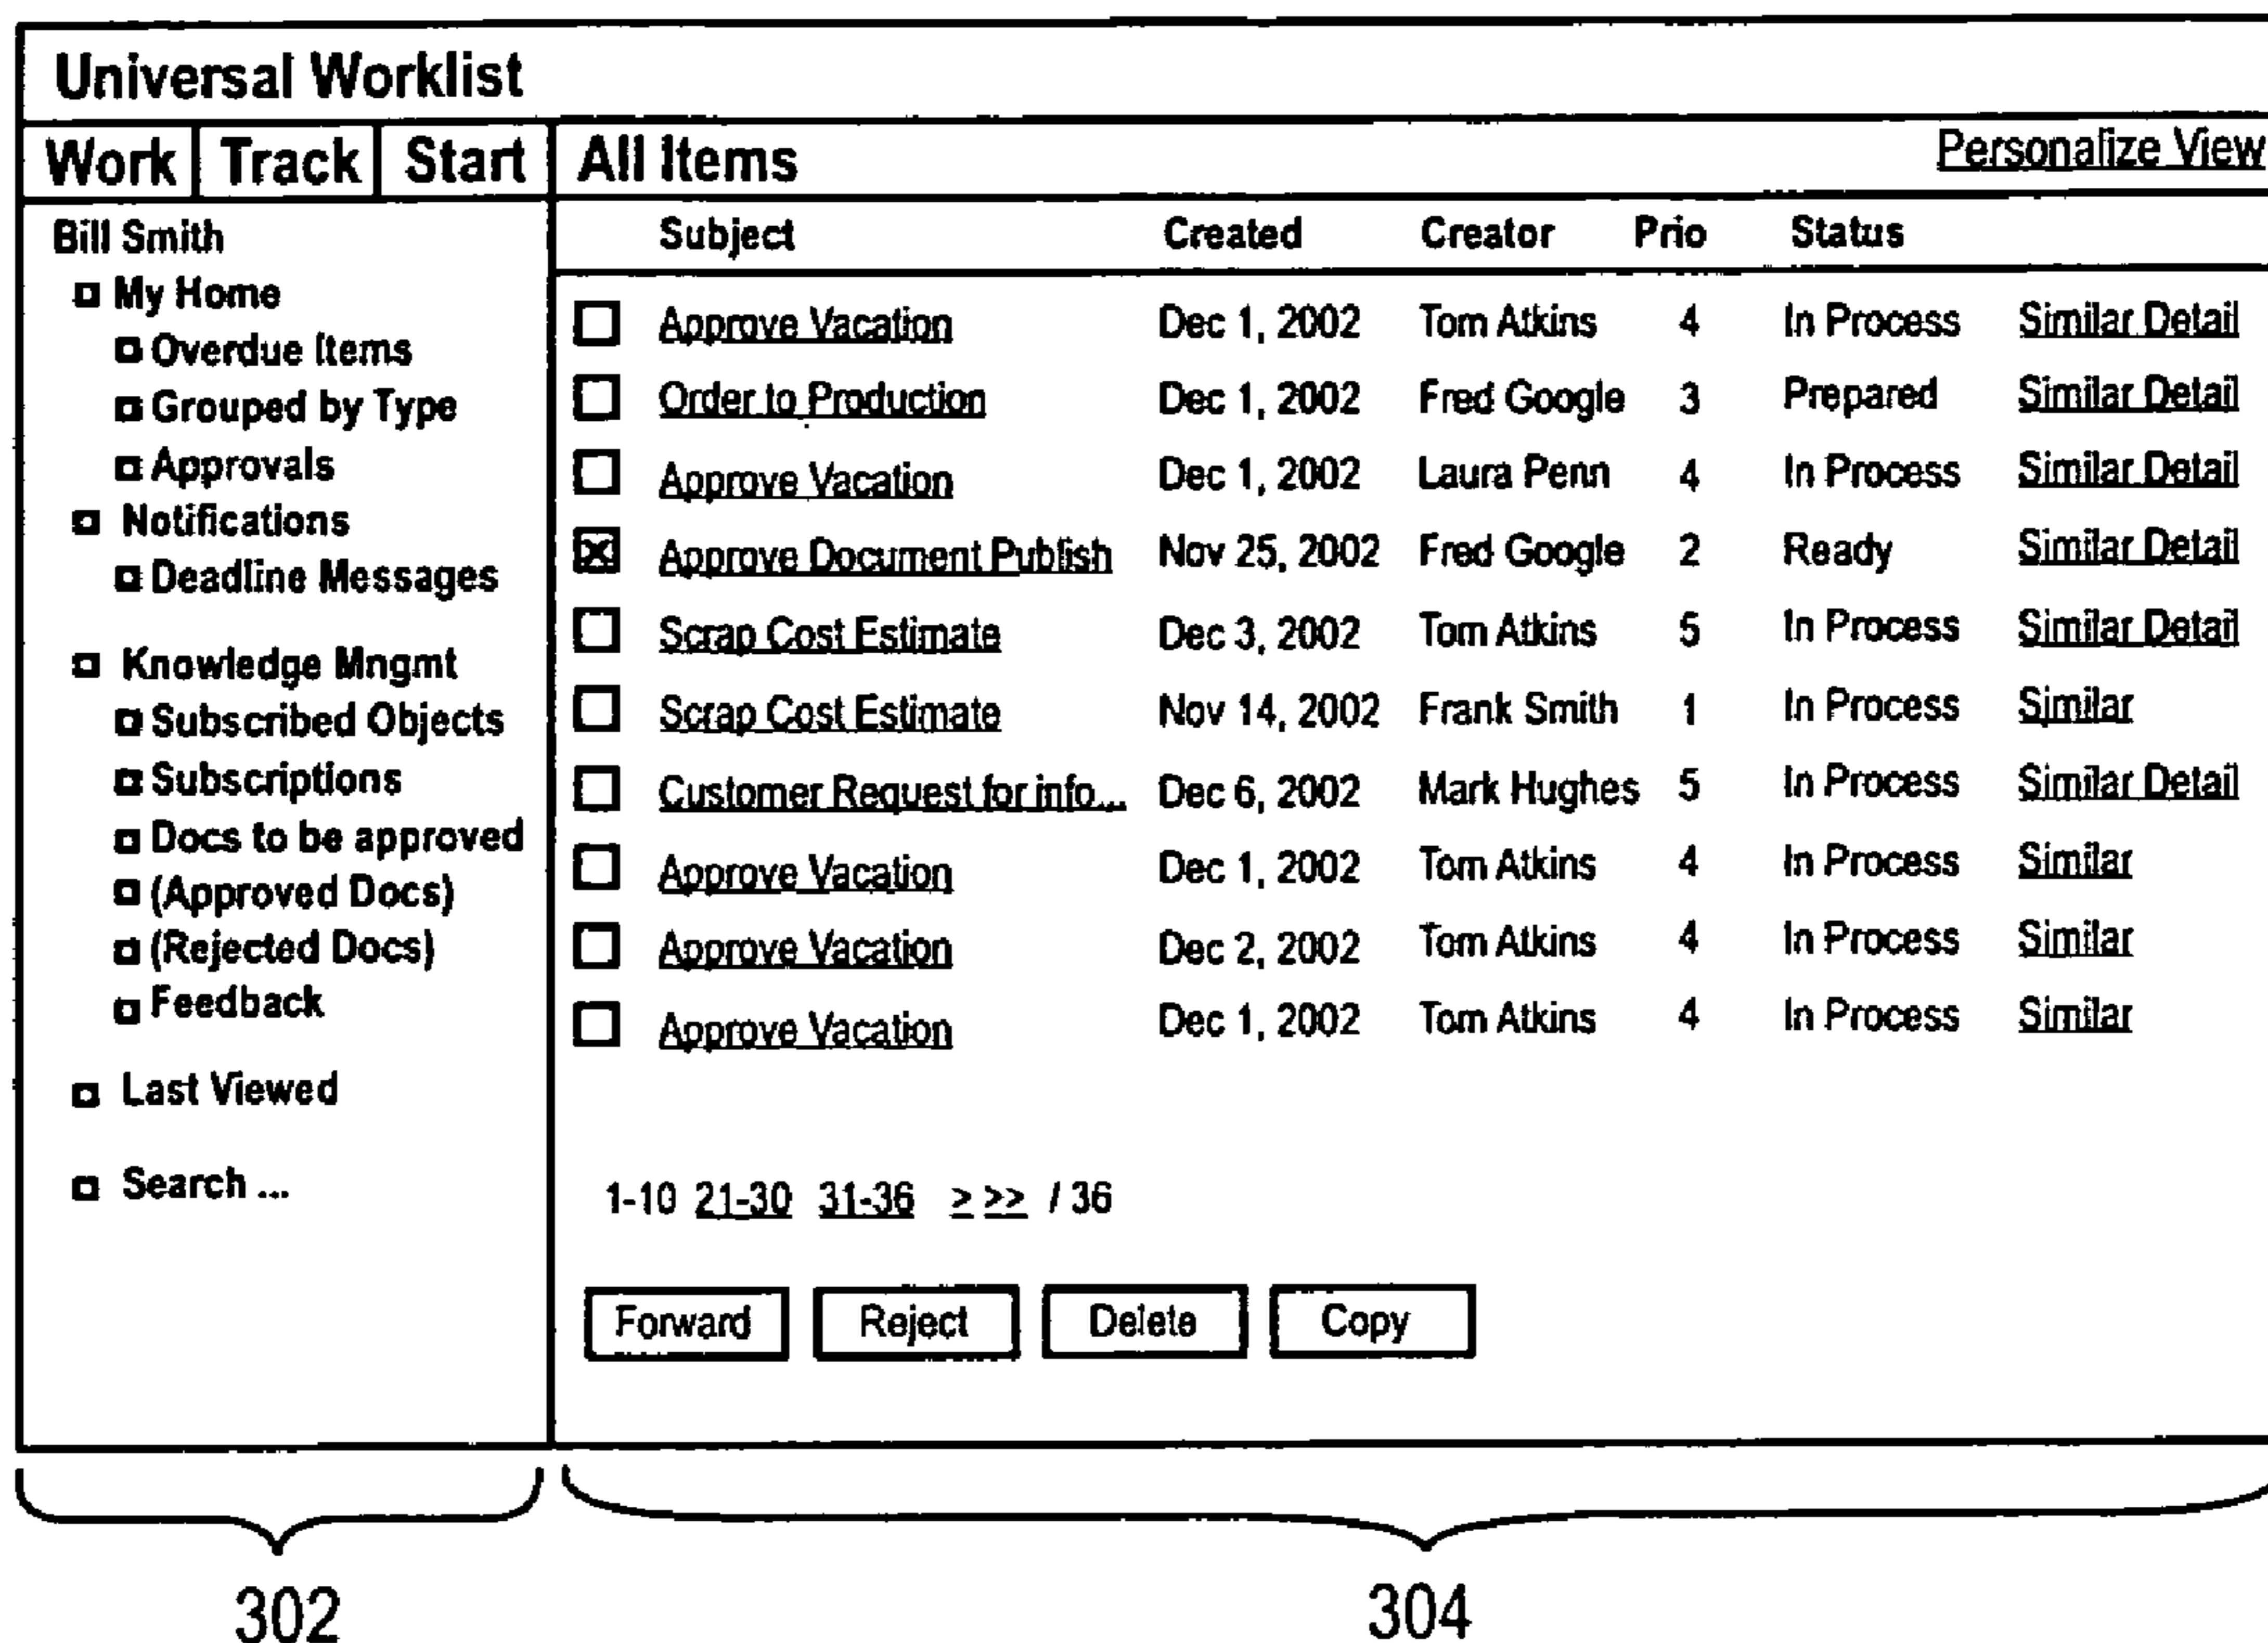 Universal Worklist
Work Track Start All Items Personalize View
Bill Smith
My Home
Overdue Items
Grouped by Type
Approvals
Notifications
Deadline Messages
Knowledge Mngmt
Subscribed Objects
Subscriptions
Docs to be approved
(Approved Docs)
(Rejected Docs)
Feedback
Last Viewed
Search ...
Subject Created Creator Prio Status
Approve Vacation Dec 1, 2002 Tom Atkins 4 In Process Similar Detail
Order to Production Dec 1, 2002 Fred Google 3 Prepared Similar Detail
Approve Vacation Dec 1, 2002 Laura Penn 4 In Process Similar Detail
Approve Document Publish Nov 25, 2002 Fred Google 2 Ready Similar Detail
Scrap Cost Estimate Dec 3, 2002 Tom Atkins 5 In Process Similar Detail
Scrap Cost Estimate Nov 14, 2002 Frank Smith 1 In Process Similar
Customer Request for info... Dec 6, 2002 Mark Hughes 5 In Process Similar Detail
Approve Vacation Dec 1, 2002 Tom Atkins 4 In Process Similar
Approve Vacation Dec 2, 2002 Tom Atkins 4 In Process Similar
Approve Vacation Dec 1, 2002 Tom Atkins 4 In Process Similar
1-10 21-30 31-36 > >> / 36
Forward Reject Delete Copy
302 304